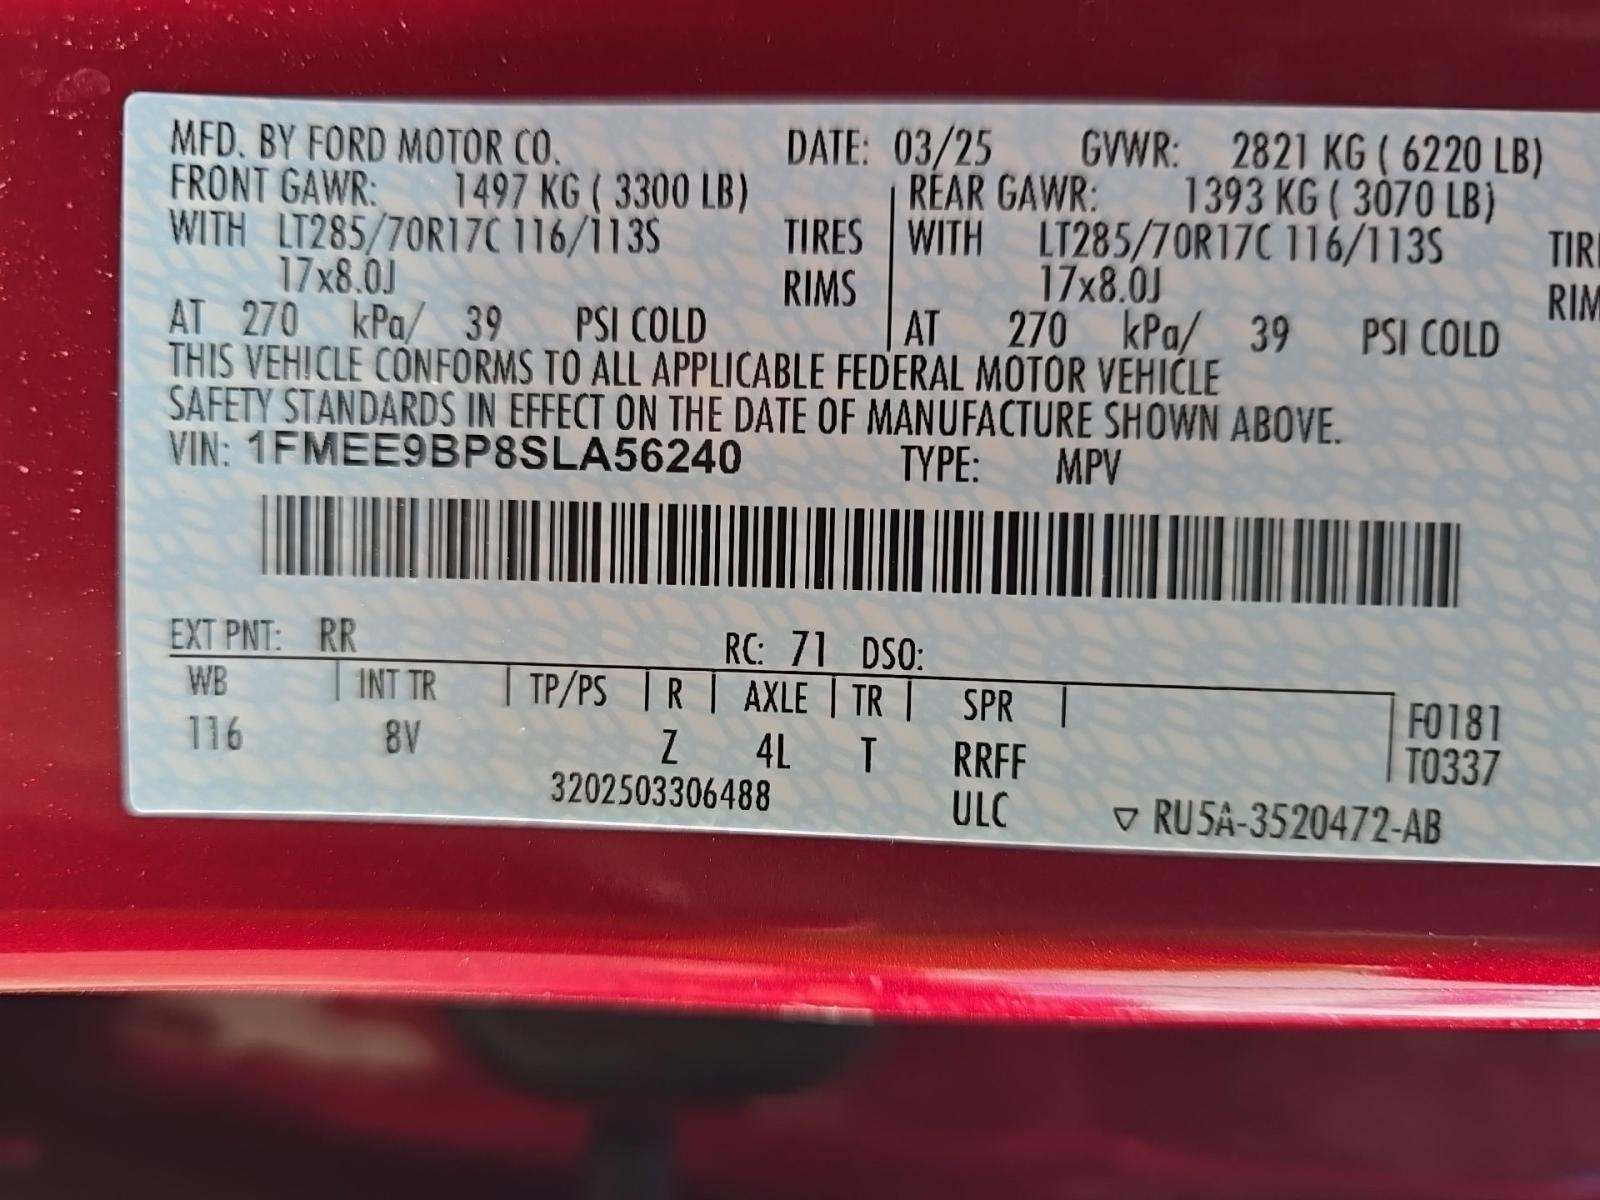 MFD. BY FORD MOTOR CO. DATE: 03/25 GVWR: 2821 KG ( 6220 LB)
FRONT GAWR: 1497 KG ( 3300 LB) REAR GAWR: 1393 KG ( 3070 LB)
WITH LT285/70R17C 116/113S TIRES WITH LT285/70R17C 116/113S TIR
17x8.0J RIMS 17x8.0J RIM
AT 270 kPa/ 39 PSI COLD AT 270 kPa/ 39 PSI COLD
THIS VEHICLE CONFORMS TO ALL APPLICABLE FEDERAL MOTOR VEHICLE
SAFETY STANDARDS IN EFFECT ON THE DATE OF MANUFACTURE SHOWN ABOVE.
VIN: 1FMEE9BP8SLA56240 TYPE: MPV
EXT PNT: RR RC: 71 DSO:
WB INT TR TP/PS R AXLE TR SPR F0181
116 8V Z 4L T RRFF T0337
3202503306488 ULC ▽ RU5A-3520472-AB